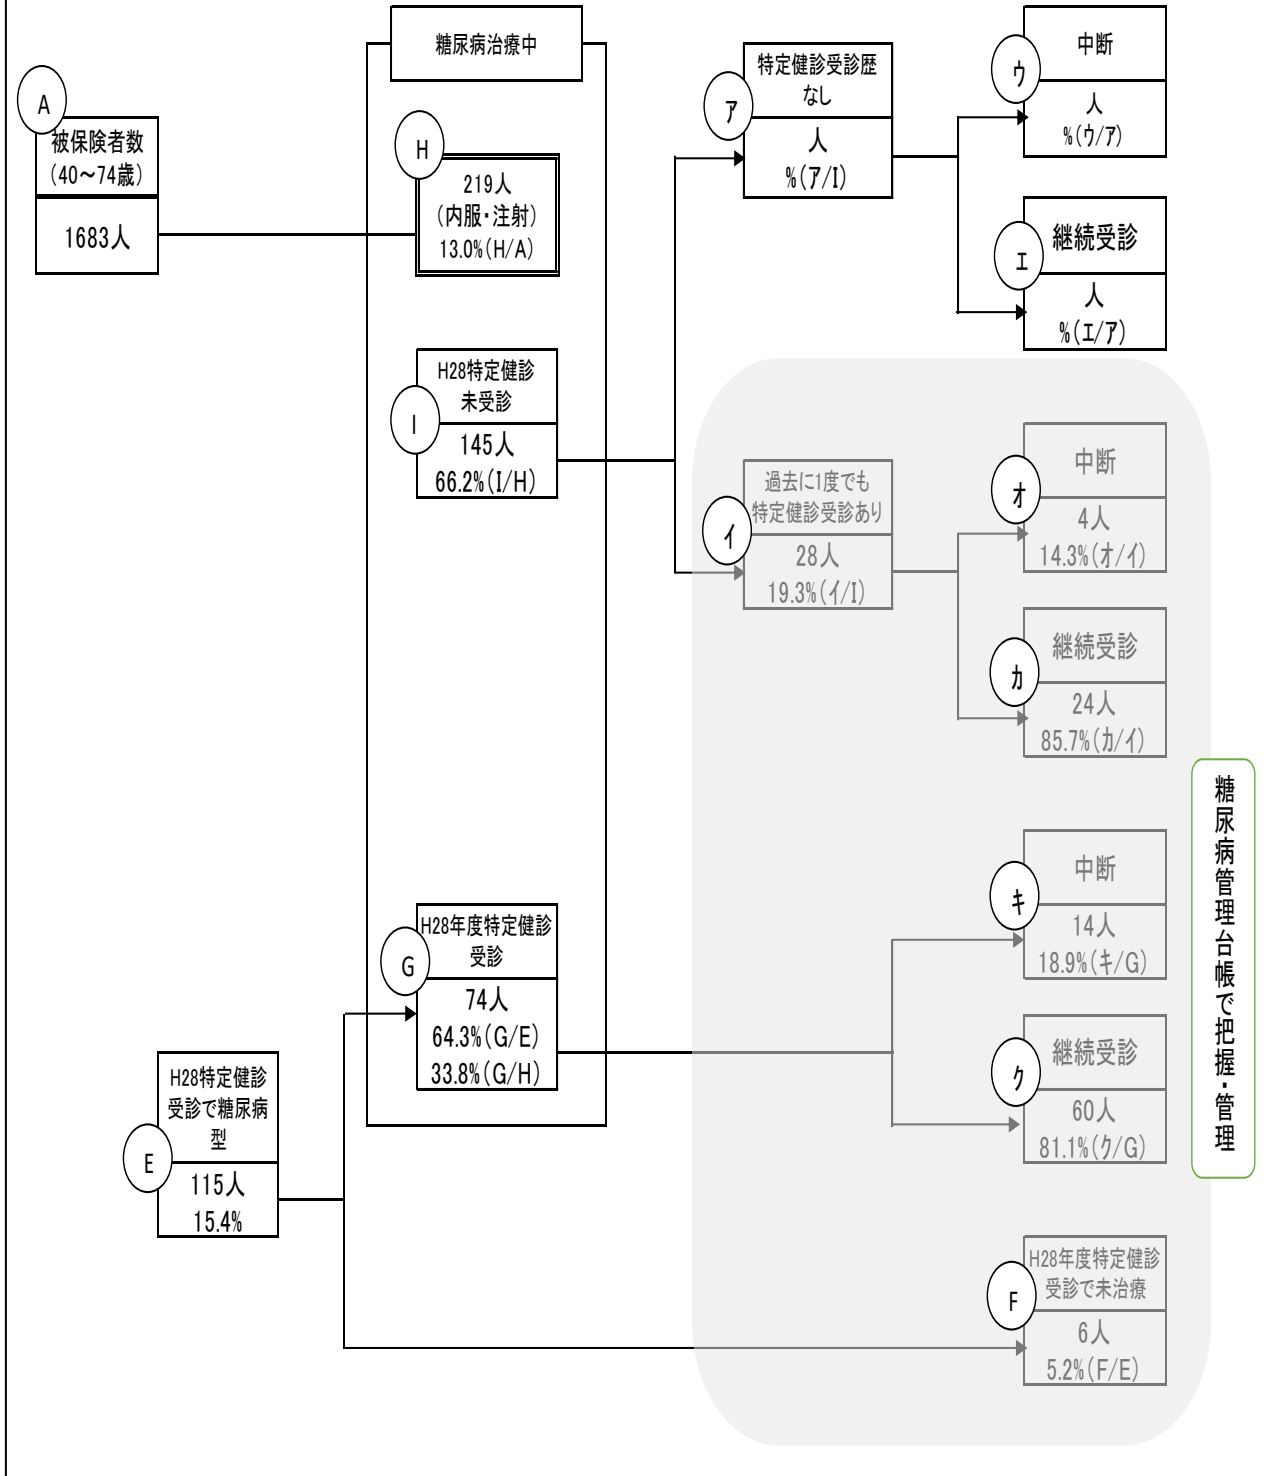 糖尿病治療中
A
被保険者数
(40～74歳)
1683人
H
219人
(内服・注射)
13.0%(H/A)
I
H28特定健診
未受診
145人
66.2%(I/H)
ア
特定健診受診歴
なし
人
%(ア/I)
ウ
中断
人
%(ウ/ア)
エ
継続受診
人
%(エ/ア)
イ
過去に1度でも
特定健診受診あり
28人
19.3%(イ/I)
オ
中断
4人
14.3%(オ/イ)
カ
継続受診
24人
85.7%(カ/イ)
G
H28年度特定健診
受診
74人
64.3%(G/E)
33.8%(G/H)
キ
中断
14人
18.9%(キ/G)
ク
継続受診
60人
81.1%(ク/G)
E
H28特定健診
受診で糖尿病
型
115人
15.4%
F
H28年度特定健診
受診で未治療
6人
5.2%(F/E)
糖尿病管理台帳で把握・管理